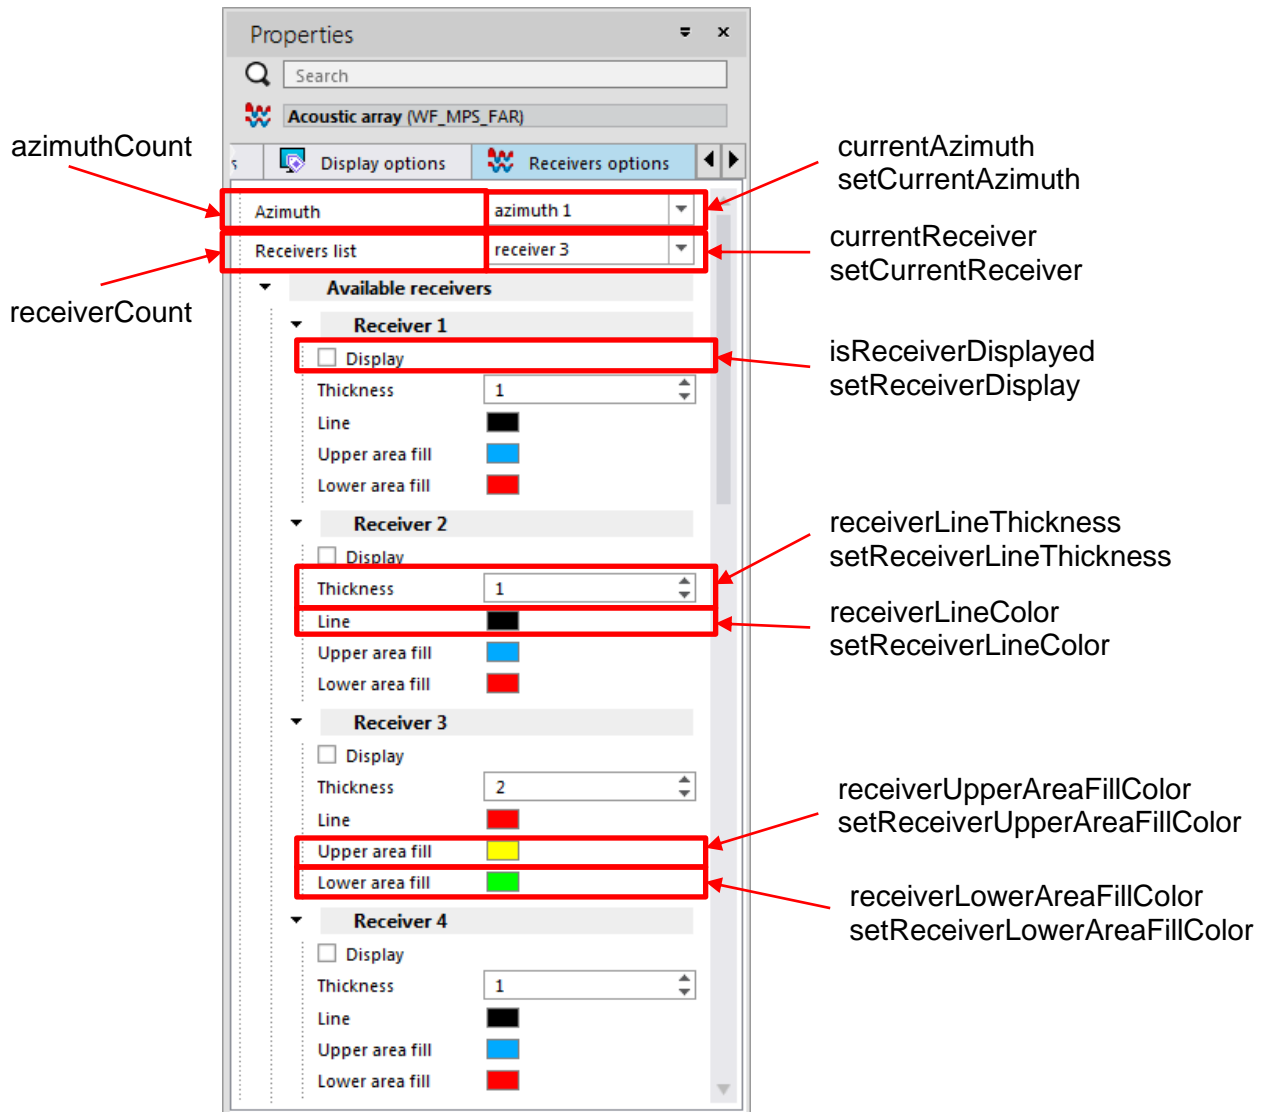 Properties
Search
Acoustic array (WF_MPS_FAR)
s Display options Receivers options
azimuthCount
currentAzimuth
setCurrentAzimuth
Azimuth azimuth 1
Receivers list receiver 3
currentReceiver
setCurrentReceiver
receiverCount
Available receivers
Receiver 1
Display
isReceiverDisplayed
setReceiverDisplay
Thickness 1
Line
Upper area fill
Lower area fill
Receiver 2
Display
Thickness 1
receiverLineThickness
setReceiverLineThickness
Line
receiverLineColor
setReceiverLineColor
Upper area fill
Lower area fill
Receiver 3
Display
Thickness 2
Line
Upper area fill
receiverUpperAreaFillColor
setReceiverUpperAreaFillColor
Lower area fill
receiverLowerAreaFillColor
setReceiverLowerAreaFillColor
Receiver 4
Display
Thickness 1
Line
Upper area fill
Lower area fill